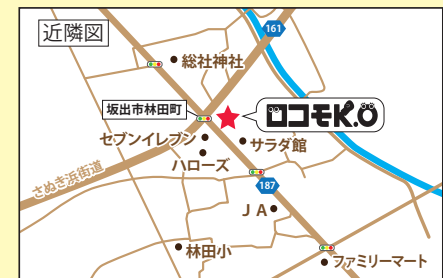 近隣図
161
総社神社
坂出市林田町
ロコモK.O
セブンイレブン
サラダ館
ハローズ
さぬき浜街道
187
JA
林田小
ファミリーマート